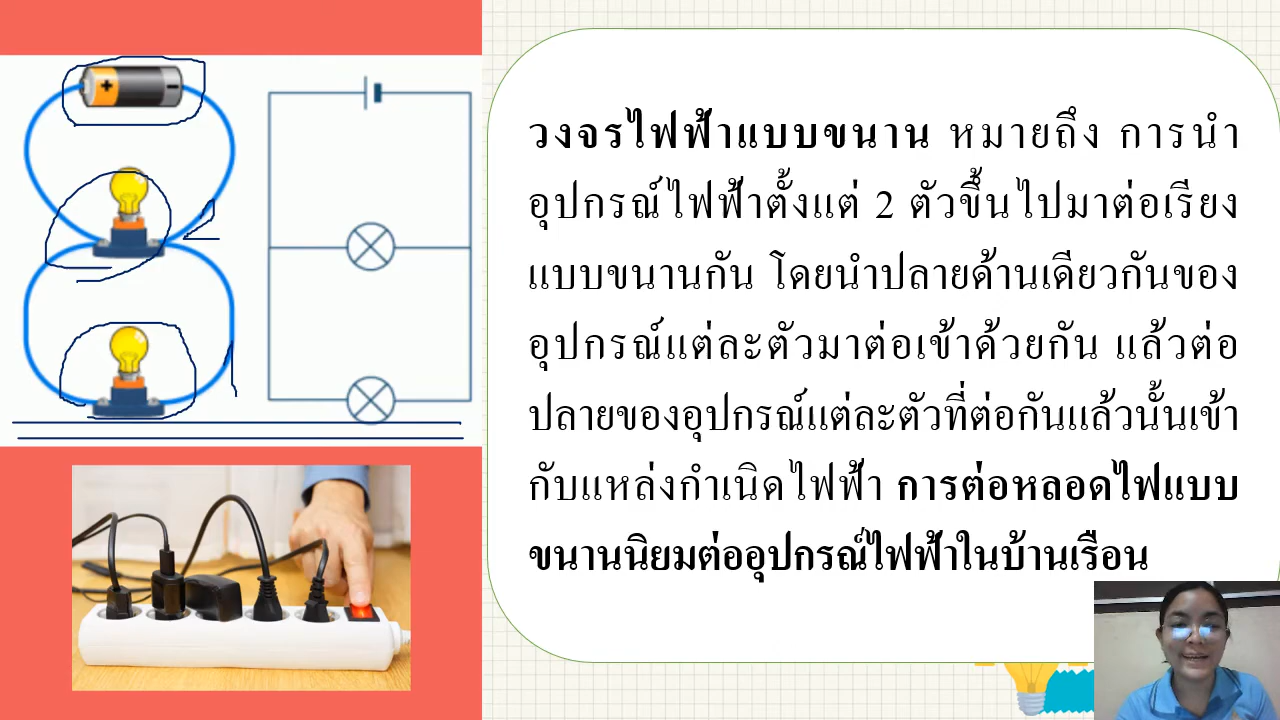 วงจรไฟฟ้าแบบขนาน หมายถึง การนำ
อุปกรณ์ไฟฟ้าตั้งแต่ 2 ตัวขึ้นไปมาต่อเรียง
แบบขนานกัน โดยนำปลายด้านเดียวกันของ
อุปกรณ์แต่ละตัวมาต่อเข้าด้วยกัน แล้วต่อ
ปลายของอุปกรณ์แต่ละตัวที่ต่อกันแล้วนั้นเข้า
กับแหล่งกำเนิดไฟฟ้า การต่อหลอดไฟแบบ
ขนานนิยมต่ออุปกรณ์ไฟฟ้าในบ้านเรือน
+ −
2
1